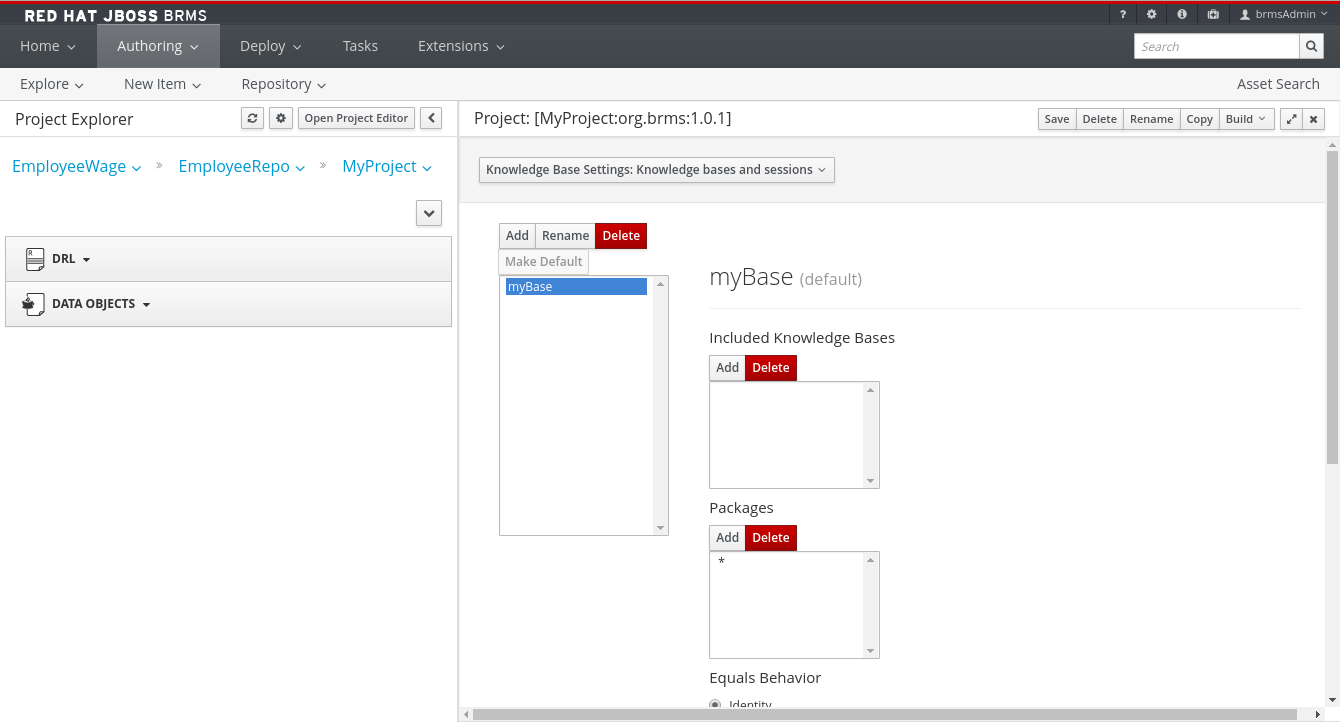 RED HAT JBOSS BRMS
? brmsAdmin
Home Authoring Deploy Tasks Extensions Search
Explore New Item Repository Asset Search
Project Explorer Open Project Editor
Project: [MyProject:org.brms:1.0.1] Save Delete Rename Copy Build
EmployeeWage » EmployeeRepo » MyProject
DRL
DATA OBJECTS
Knowledge Base Settings: Knowledge bases and sessions
Add Rename Delete
Make Default
myBase
myBase (default)
Included Knowledge Bases
Add Delete
Packages
Add Delete
*
Equals Behavior
Identity